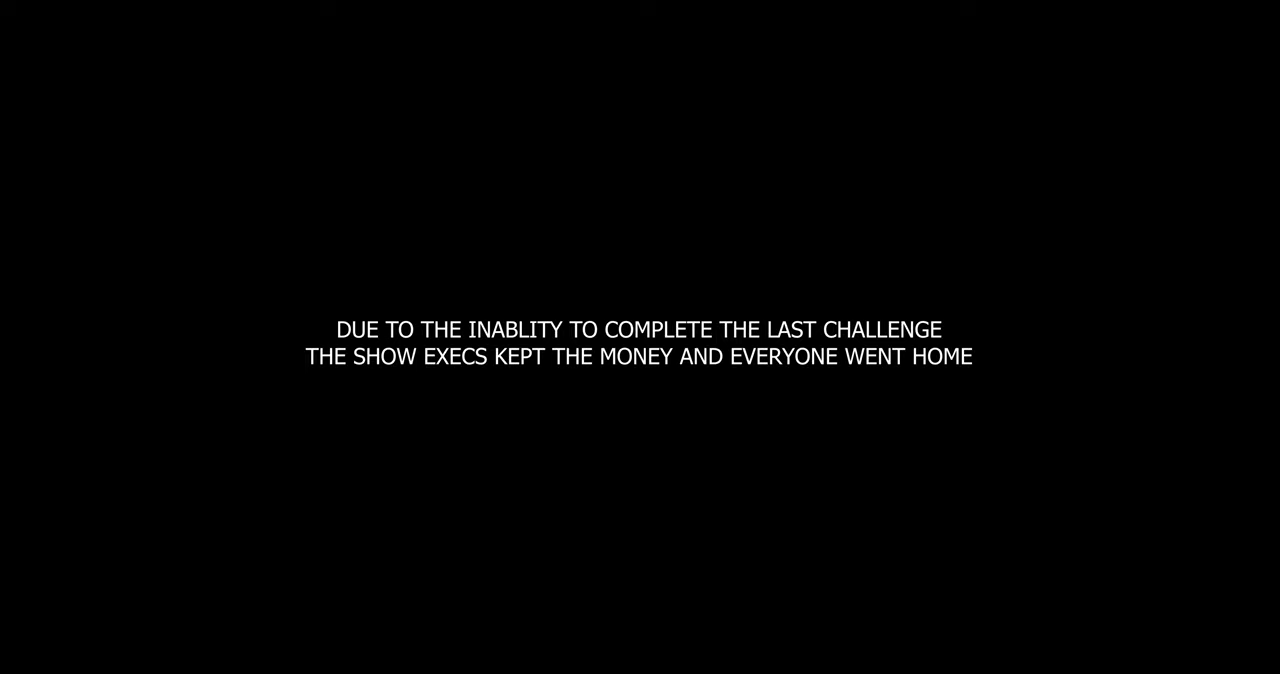 DUE TO THE INABLITY TO COMPLETE THE LAST CHALLENGE
THE SHOW EXECS KEPT THE MONEY AND EVERYONE WENT HOME